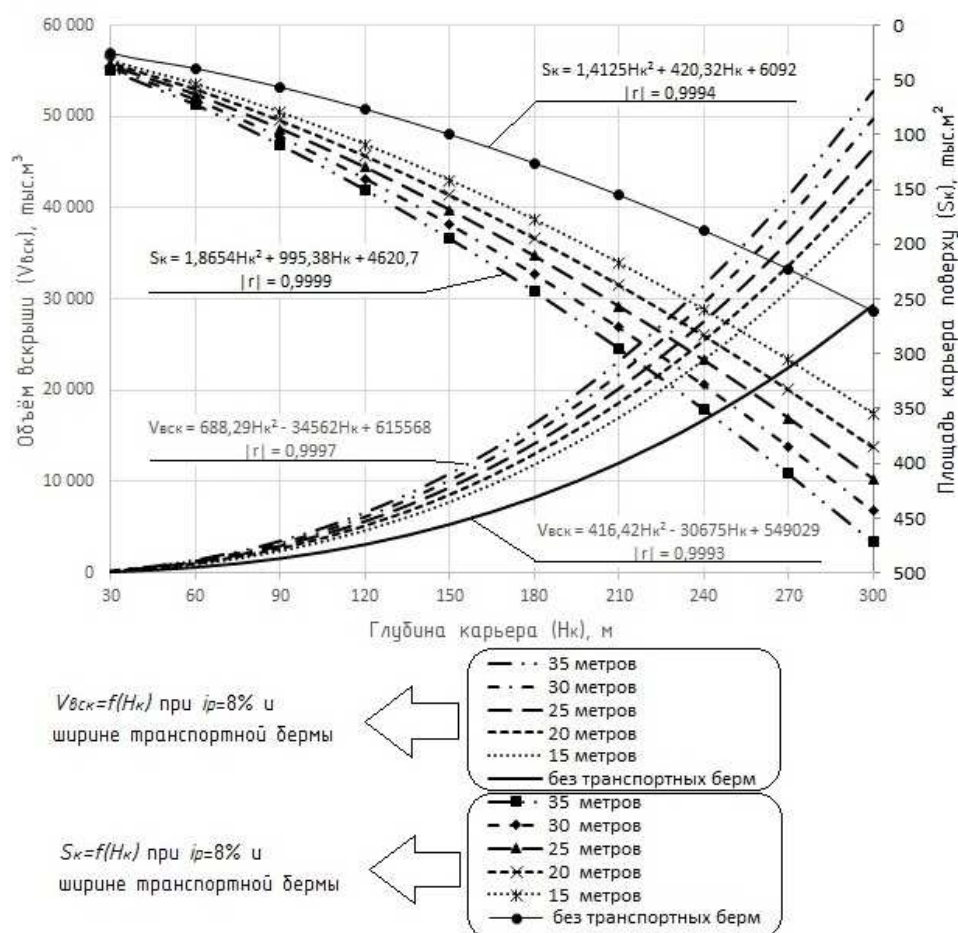 60 000
50 000
40 000
30 000
20 000
10 000
0
Объём вскрыши (Vвск), тыс.м³
Sк = 1,4125Hк² + 420,32Hк + 6092
|r| = 0,9994
Sк = 1,8654Hк² + 995,38Hк + 4620,7
|r| = 0,9999
Vвск = 688,29Hк² - 34562Hк + 615568
|r| = 0,9997
Vвск = 416,42Hк² - 30675Hк + 549029
|r| = 0,9993
0
50
100
150
200
250
300
350
400
450
500
Площадь карьера поверху (Sк), тыс.м²
30 60 90 120 150 180 210 240 270 300
Глубина карьера (Hк), м
Vвск=f(Hк) при iр=8% и
ширине транспортной бермы
35 метров
30 метров
25 метров
20 метров
15 метров
без транспортных берм
Sк=f(Hк) при iр=8% и
ширине транспортной бермы
35 метров
30 метров
25 метров
20 метров
15 метров
без транспортных берм